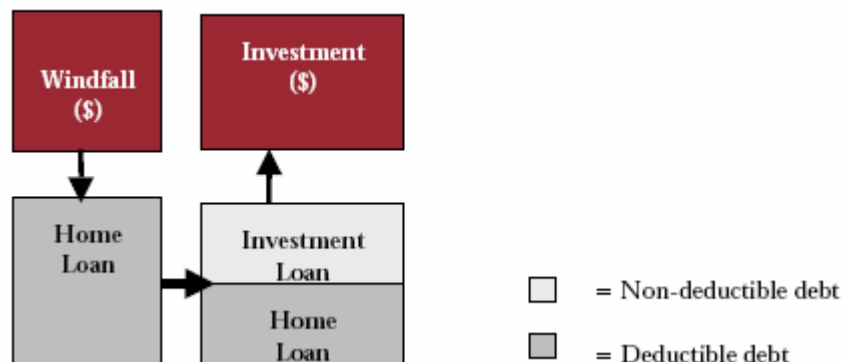 Windfall
($)
Investment
($)
Home
Loan
Investment
Loan
Home
Loan
= Non-deductible debt
= Deductible debt